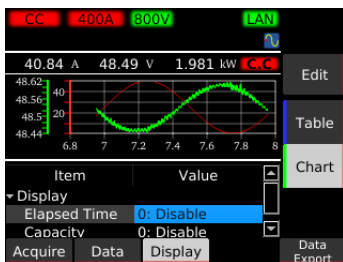 CC 400A 800V LAN
40.84 A 48.49 V 1.981 kW C.C
Edit
48.62
48.56 40
48.5 20
48.44
6.8 7 7.2 7.4 7.6 7.8 8
Table
Chart
Item Value
Display
Elapsed Time 0: Disable
Capacity 0: Disable
Acquire Data Display Data Export